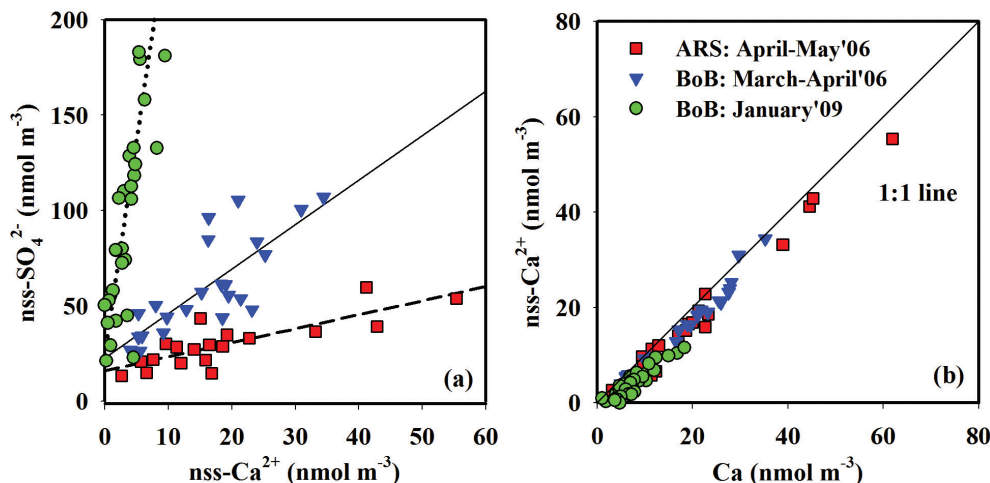 nss-SO₄²⁻ (nmol m⁻³)
200
150
100
50
0
0 10 20 30 40 50 60
nss-Ca²⁺ (nmol m⁻³)
(a)
nss-Ca²⁺ (nmol m⁻³)
80
60
40
20
0
0 20 40 60 80
Ca (nmol m⁻³)
ARS: April-May'06
BoB: March-April'06
BoB: January'09
1:1 line
(b)